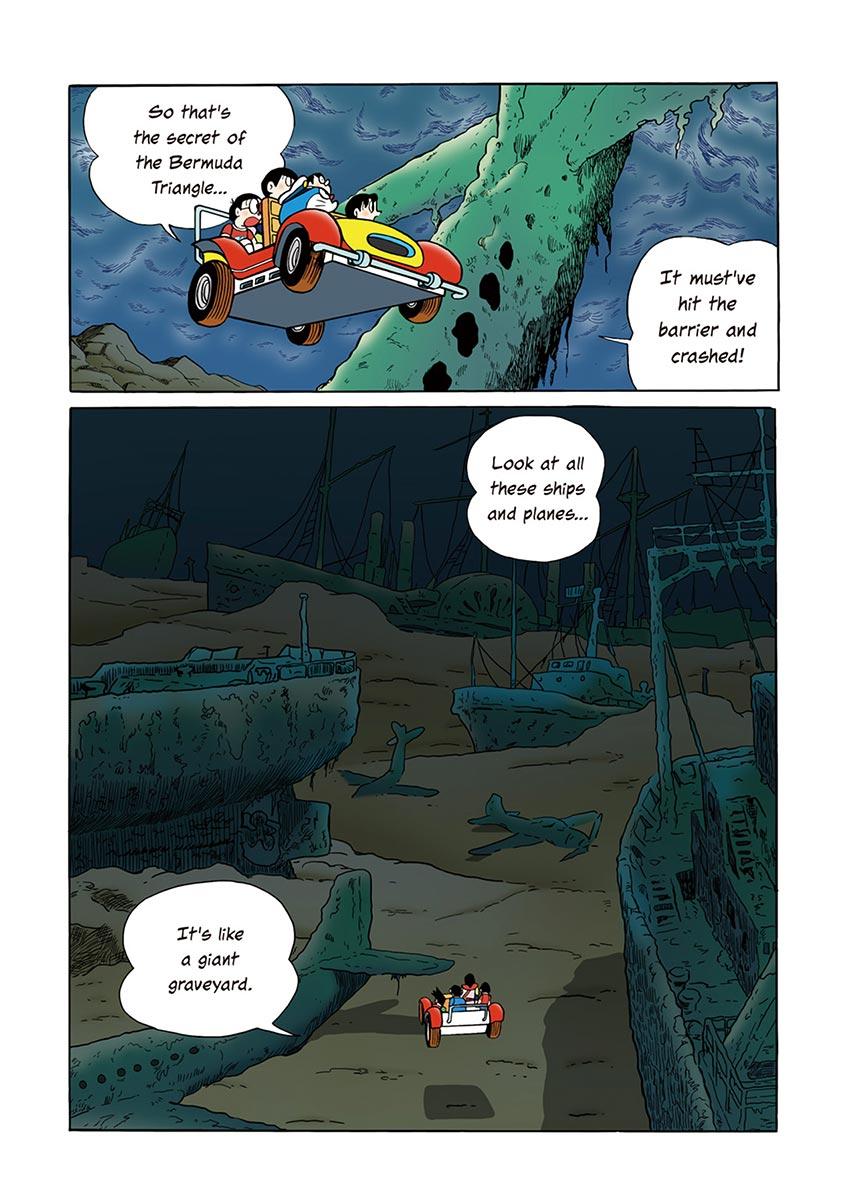 So that's
the secret of
the Bermuda
Triangle...
It must've
hit the
barrier and
crashed!
Look at all
these ships
and planes...
It's like
a giant
graveyard.